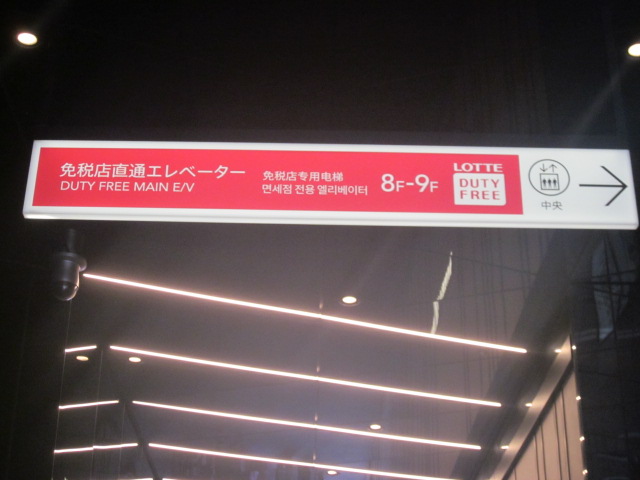 免税店直通エレベーター
DUTY FREE MAIN E/V
免税店专用电梯
면세점 전용 엘리베이터
8F-9F
LOTTE
DUTY
FREE
中央